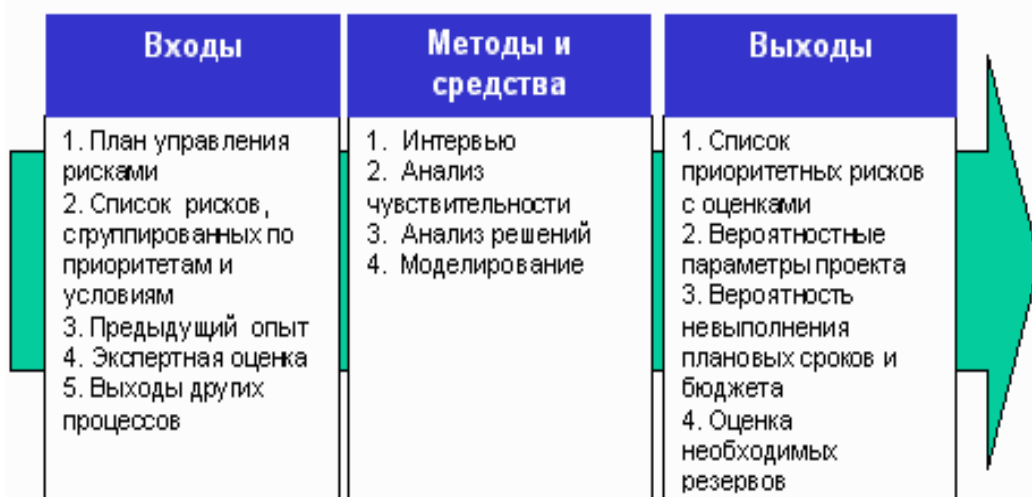 Входы
1. План управления
рисками
2. Список рисков,
сгруппированных по
приоритетам и
условиям
3. Предыдущий опыт
4. Экспертная оценка
5. Выходы других
процессов
Методы и
средства
1. Интервью
2. Анализ
чувствительности
3. Анализ решений
4. Моделирование
Выходы
1. Список
приоритетных рисков
с оценками
2. Вероятностные
параметры проекта
3. Вероятность
невыполнения
плановых сроков и
бюджета
4. Оценка
необходимых
резервов